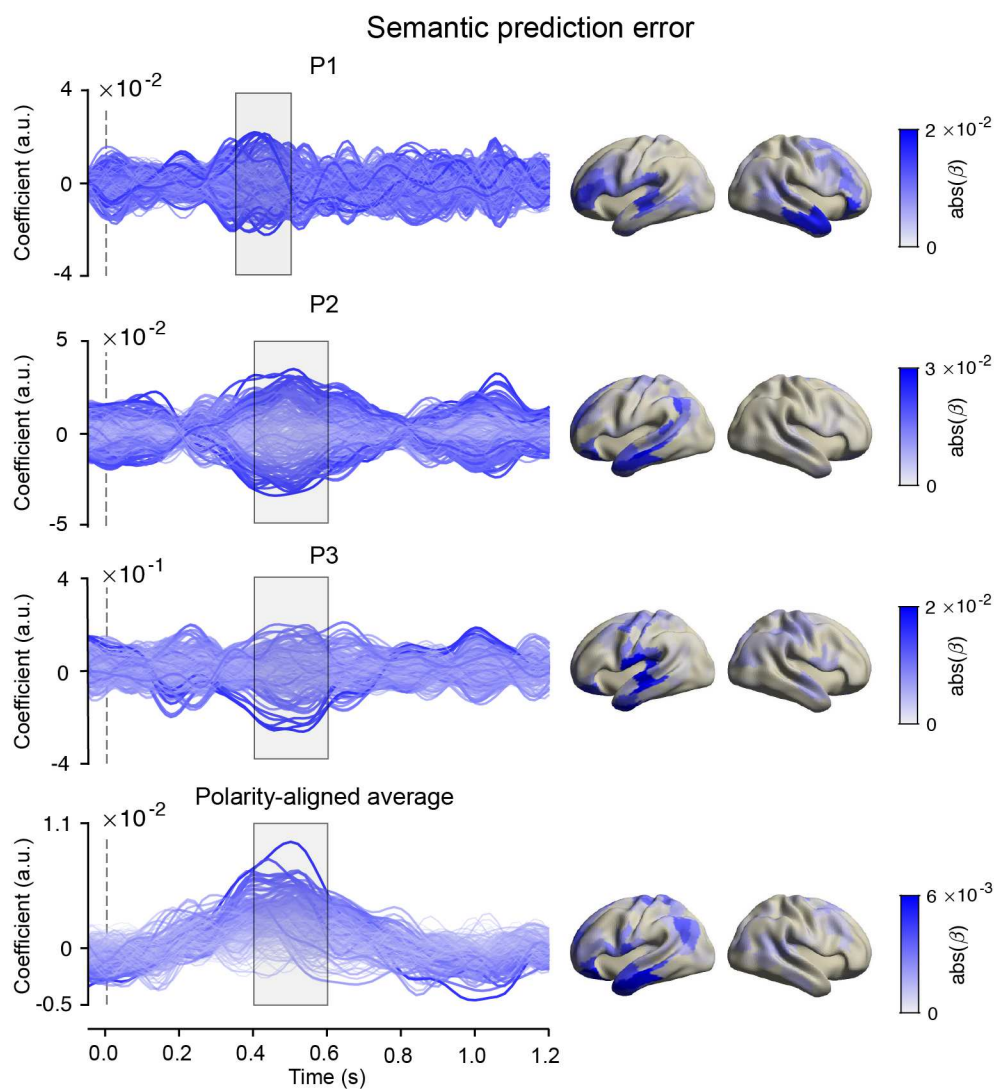 Semantic prediction error
P1
4
×10-2
Coefficient (a.u.)
0
-4
2 ×10-2
abs(β)
0
P2
5
×10-2
Coefficient (a.u.)
0
-5
3 ×10-2
abs(β)
0
P3
4
×10-1
Coefficient (a.u.)
0
-4
2 ×10-2
abs(β)
0
Polarity-aligned average
1.1
×10-2
Coefficient (a.u.)
0
-0.5
6 ×10-3
abs(β)
0
0.0 0.2 0.4 0.6 0.8 1.0 1.2
Time (s)